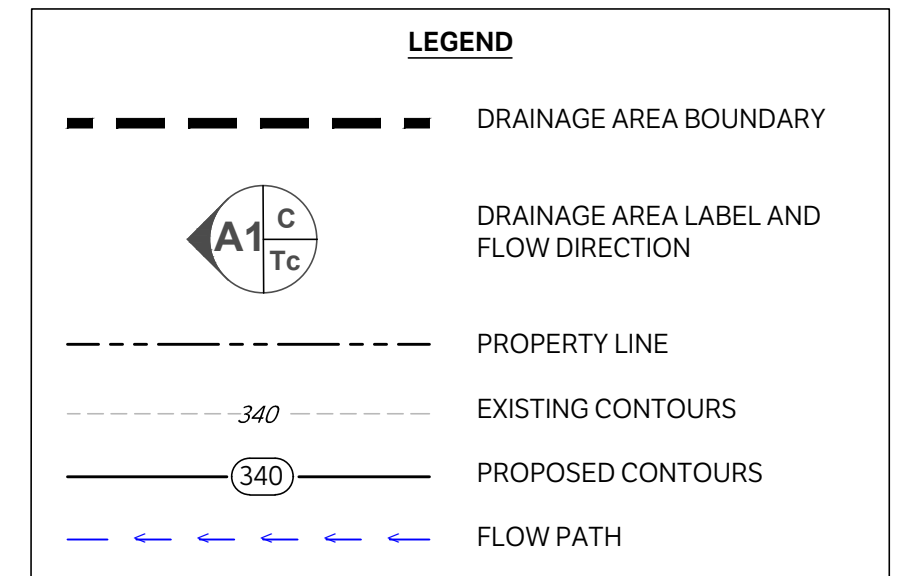 LEGEND
DRAINAGE AREA BOUNDARY
A1 C
Tc
DRAINAGE AREA LABEL AND
FLOW DIRECTION
PROPERTY LINE
340 EXISTING CONTOURS
340 PROPOSED CONTOURS
FLOW PATH